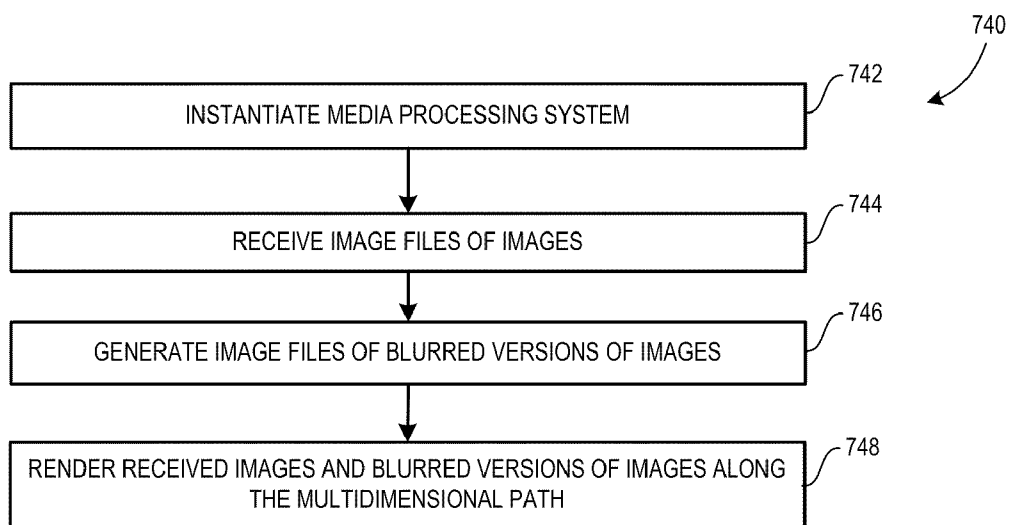 740
742
INSTANTIATE MEDIA PROCESSING SYSTEM
744
RECEIVE IMAGE FILES OF IMAGES
746
GENERATE IMAGE FILES OF BLURRED VERSIONS OF IMAGES
748
RENDER RECEIVED IMAGES AND BLURRED VERSIONS OF IMAGES ALONG
THE MULTIDIMENSIONAL PATH